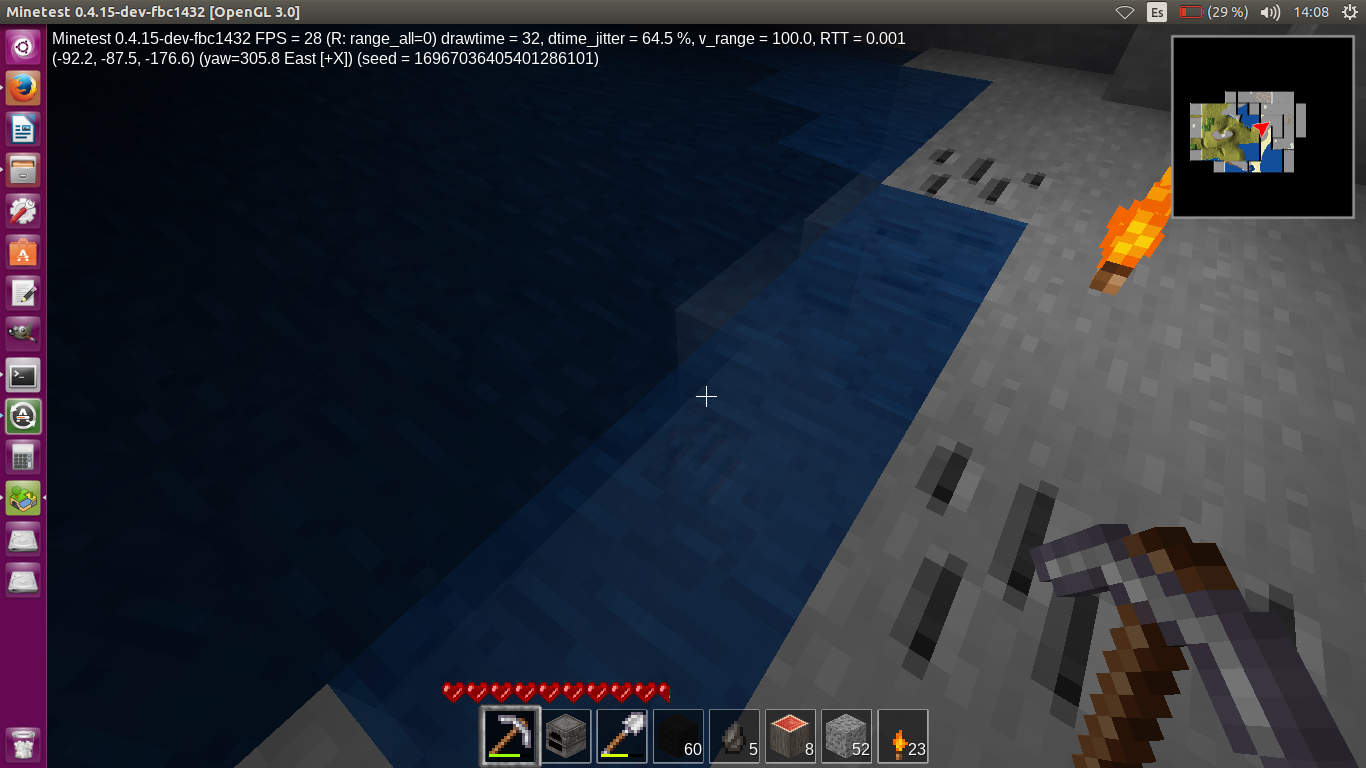 Minetest 0.4.15-dev-fbc1432 [OpenGL 3.0]
Es
(29 %)
14:08
Minetest 0.4.15-dev-fbc1432 FPS = 28 (R: range_all=0) drawtime = 32, dtime_jitter = 64.5 %, v_range = 100.0, RTT = 0.001
(-92.2, -87.5, -176.6) (yaw=305.8 East [+X]) (seed = 16967036405401286101)
60
5
8
52
23